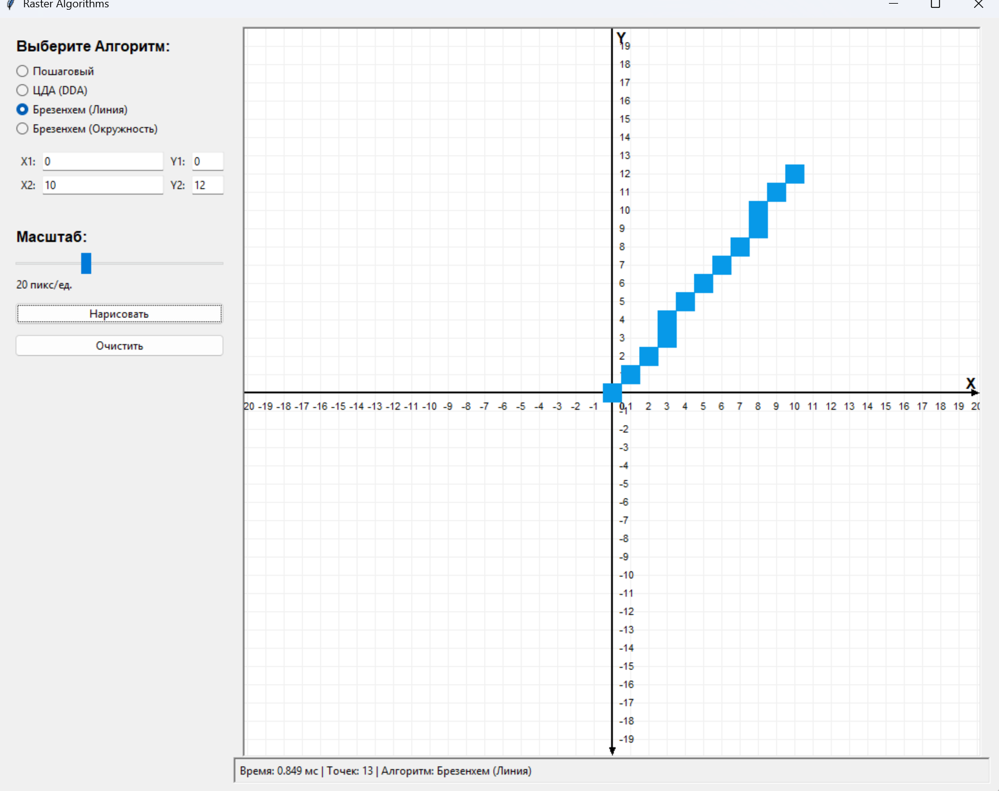 Raster Algorithms
Выберите Алгоритм:
Пошаговый
ЦДА (DDA)
Брезенхем (Линия)
Брезенхем (Окружность)
X1: 0 Y1: 0
X2: 10 Y2: 12
Масштаб:
20 пикс/ед.
Нарисовать
Очистить
Y
19
18
17
16
15
14
13
12
11
10
9
8
7
6
5
4
3
2
X
20 -19 -18 -17 -16 -15 -14 -13 -12 -11 -10 -9 -8 -7 -6 -5 -4 -3 -2 -1 0 1 2 3 4 5 6 7 8 9 10 11 12 13 14 15 16 17 18 19 20
-1
-2
-3
-4
-5
-6
-7
-8
-9
-10
-11
-12
-13
-14
-15
-16
-17
-18
-19
Время: 0.849 мс | Точек: 13 | Алгоритм: Брезенхем (Линия)